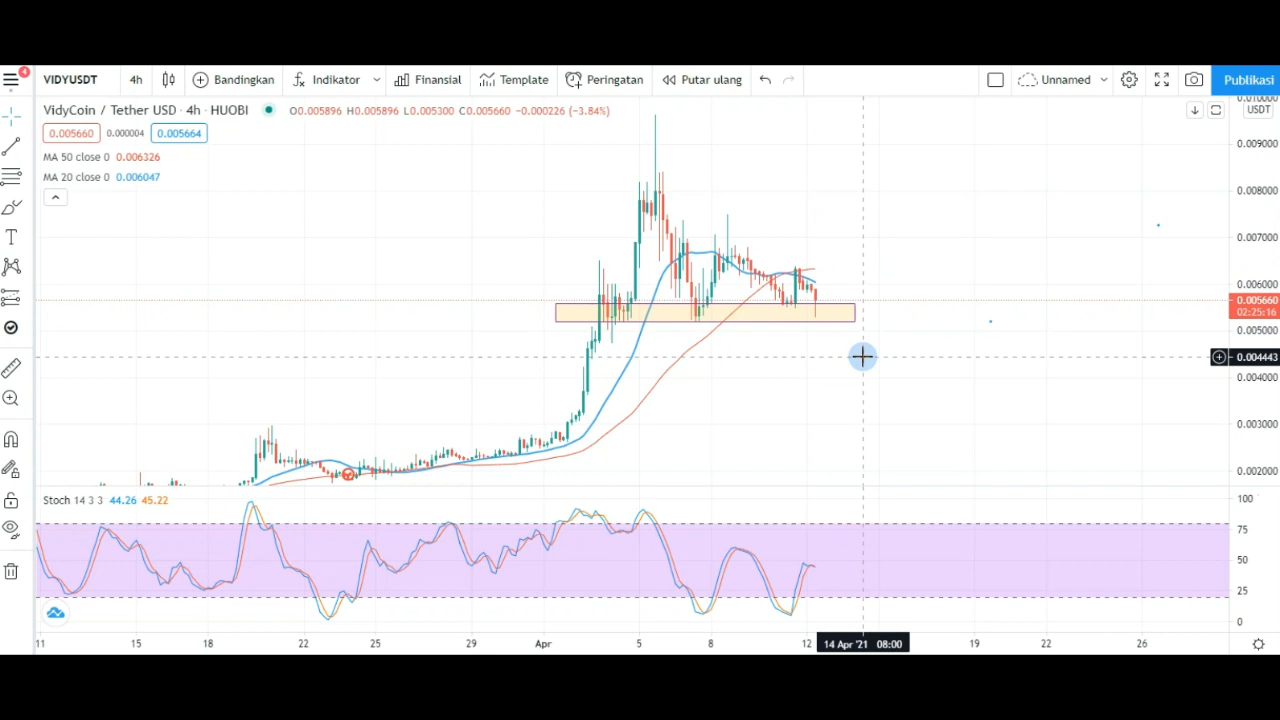 4
VIDYUSDT 4h Bandingkan Indikator Finansial Template Peringatan Putar ulang Unnamed Publikasi
VidyCoin / Tether USD · 4h · HUOBI O0.005896 H0.005896 L0.005300 C0.005660 −0.000226 (−3.84%)
USDT
0.005660 0.000004 0.005664
MA 50 close 0 0.006326
MA 20 close 0 0.006047
0.010000
0.009000
0.008000
0.007000
0.006000
0.005660
02:25:16
0.005000
0.004443
0.004000
0.003000
0.002000
Stoch 14 3 3 44.26 45.22
100
75
50
25
0
11 15 18 22 25 29 Apr 5 8 12 14 Apr '21 08:00 19 22 26